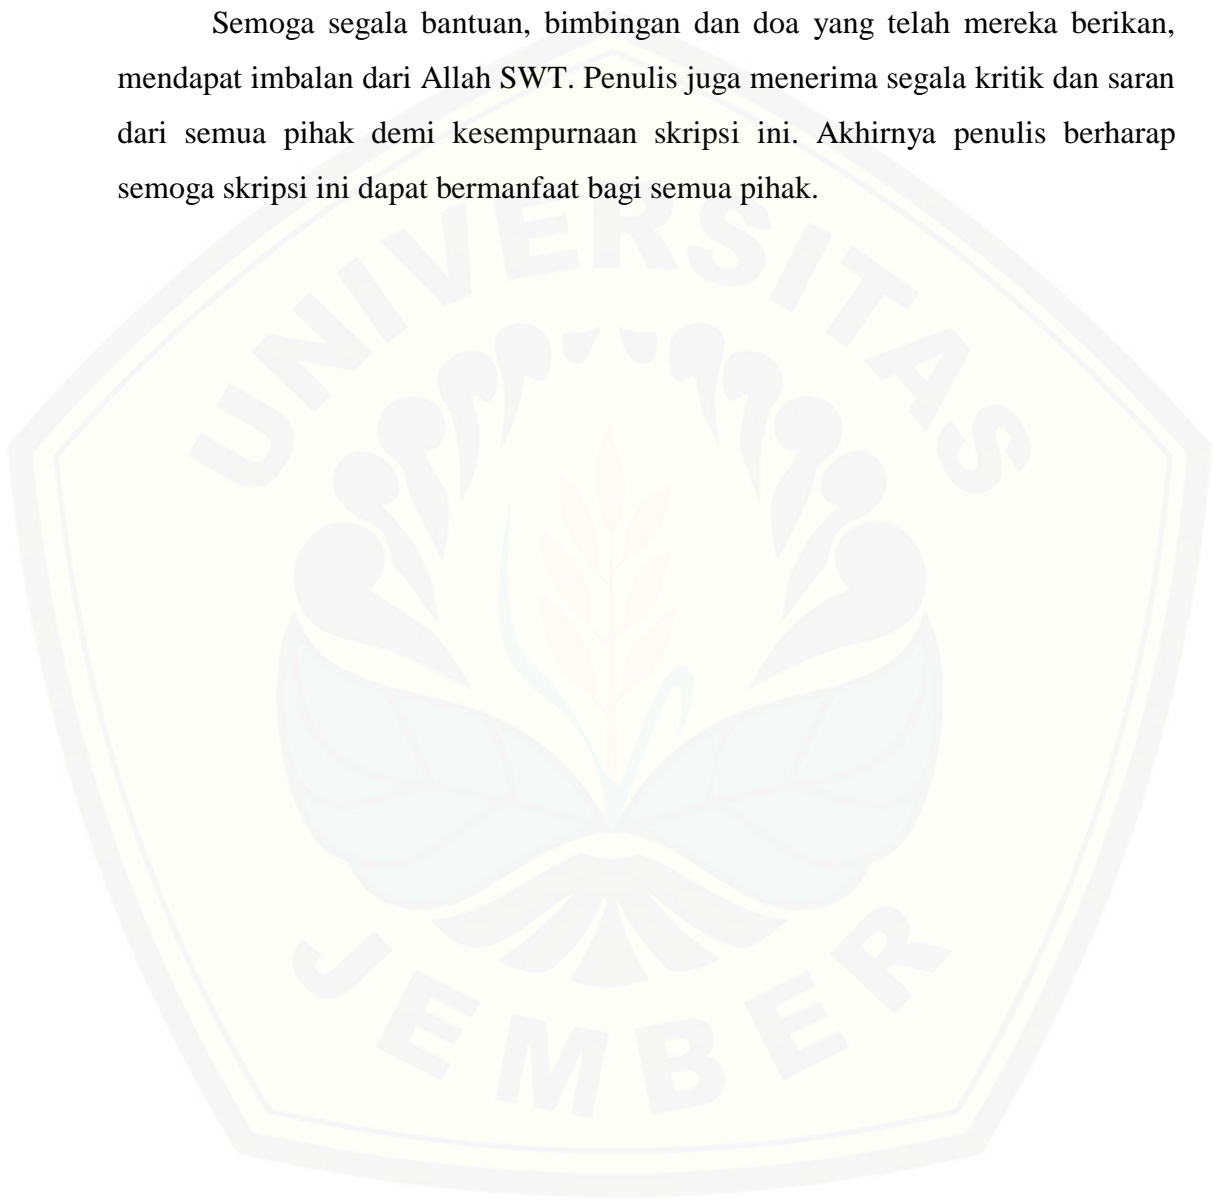 Semoga segala bantuan, bimbingan dan doa yang telah mereka berikan,
mendapat imbalan dari Allah SWT. Penulis juga menerima segala kritik dan saran
dari semua pihak demi kesempurnaan skripsi ini. Akhirnya penulis berharap
semoga skripsi ini dapat bermanfaat bagi semua pihak.
UNIVERSITAS
JEMBER